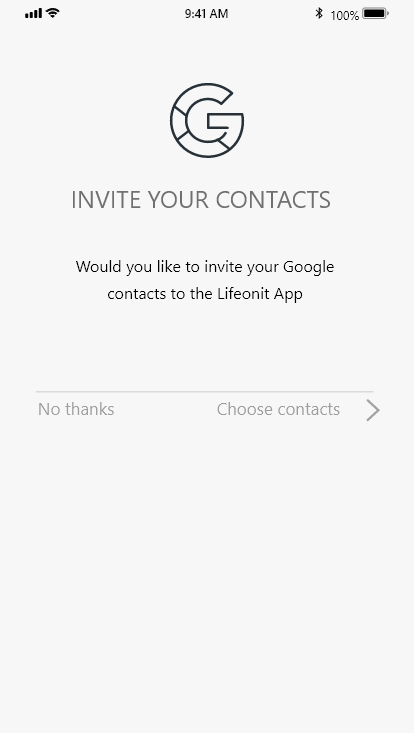 9:41 AM 100%
INVITE YOUR CONTACTS
Would you like to invite your Google
contacts to the Lifeonit App
No thanks Choose contacts